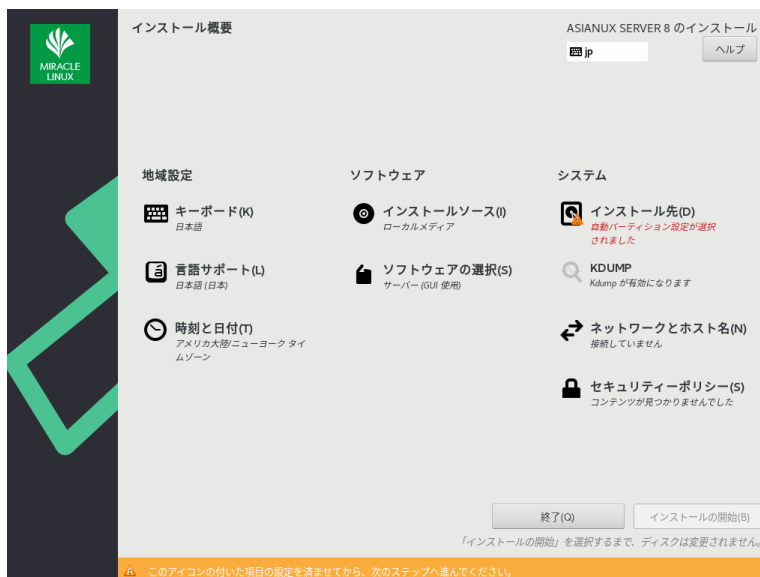 MIRACLE
LINUX
インストール概要
ASIANUX SERVER 8 のインストール
jp
ヘルプ
地域設定
キーボード(K)
日本語
言語サポート(L)
日本語 (日本)
時刻と日付(T)
アメリカ大陸/ニューヨーク タイ
ムゾーン
ソフトウェア
インストールソース(I)
ローカルメディア
ソフトウェアの選択(S)
サーバー (GUI 使用)
システム
インストール先(D)
自動パーティション設定が選択
されました
KDUMP
Kdump が有効になります
ネットワークとホスト名(N)
接続していません
セキュリティーポリシー(S)
コンテンツが見つかりませんでした
終了(Q)
インストールの開始(B)
「インストールの開始」を選択するまで、ディスクは変更されません。
このアイコンの付いた項目の設定を済ませてから、次のステップへ進んでください。